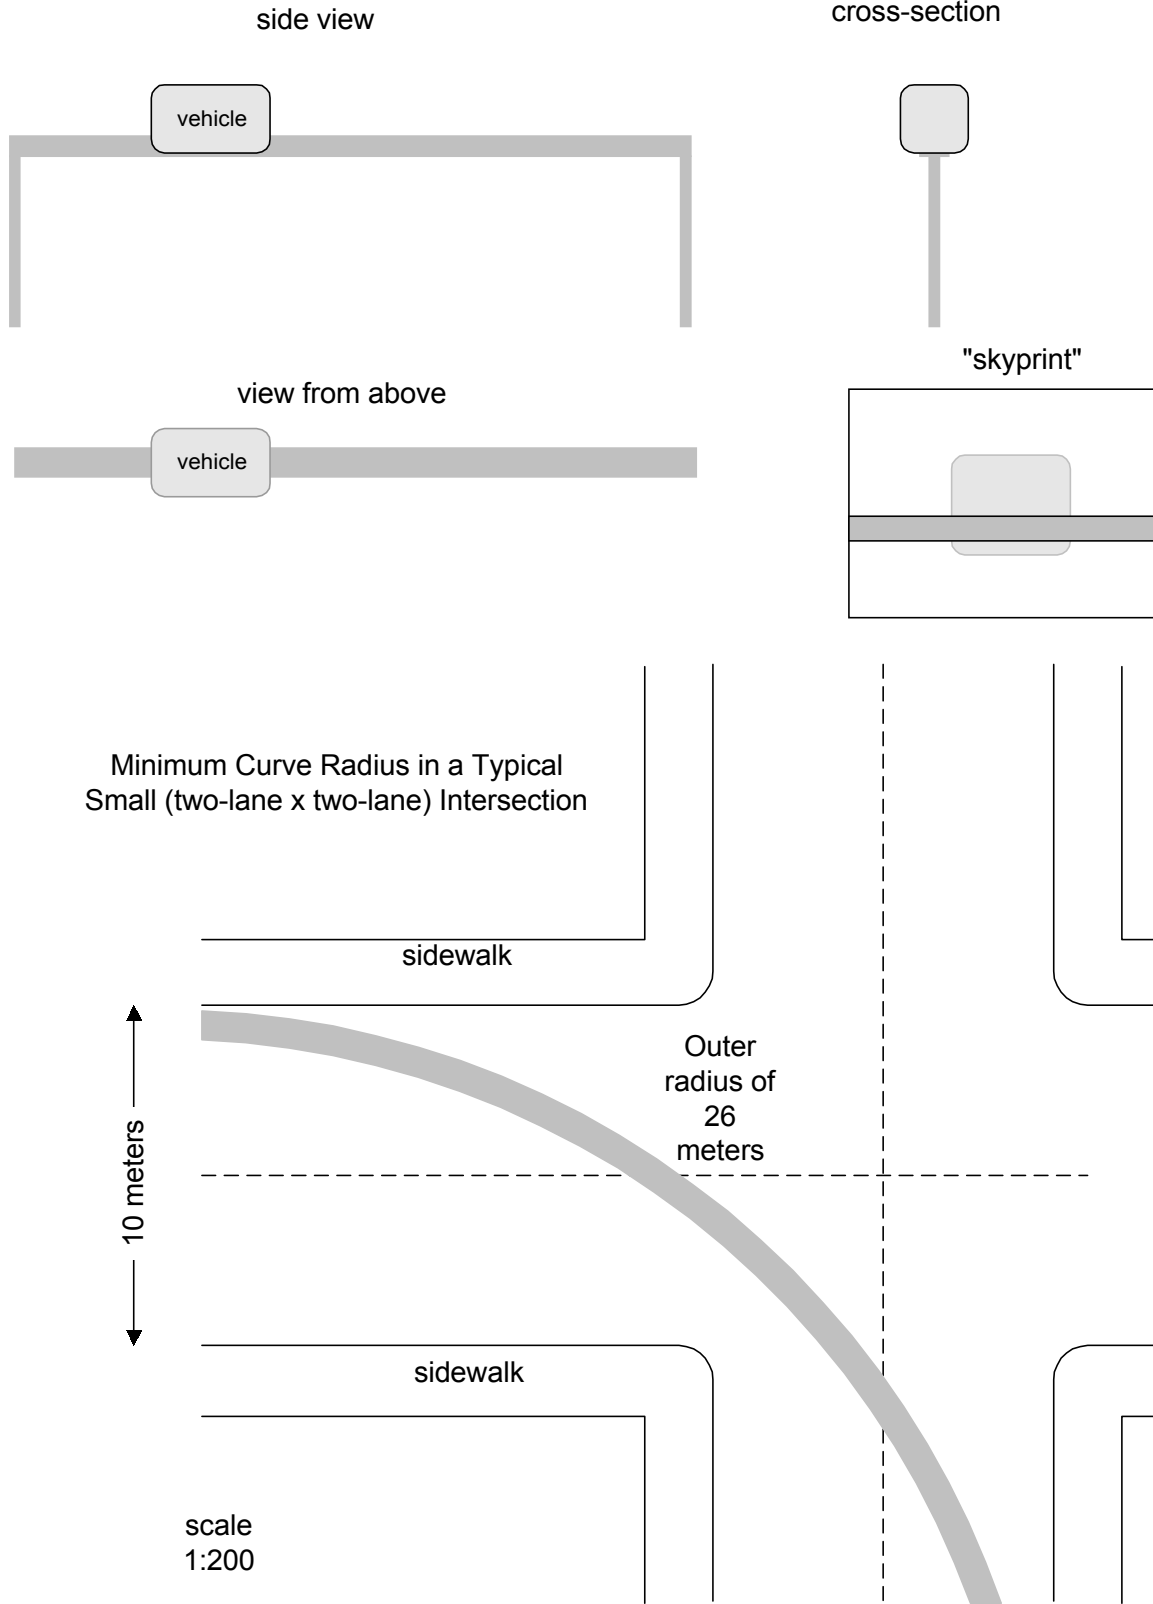 side view
cross-section
vehicle
"skyprint"
view from above
vehicle
Minimum Curve Radius in a Typical
Small (two-lane x two-lane) Intersection
sidewalk
Outer
radius of
26
meters
10 meters
sidewalk
scale
1:200